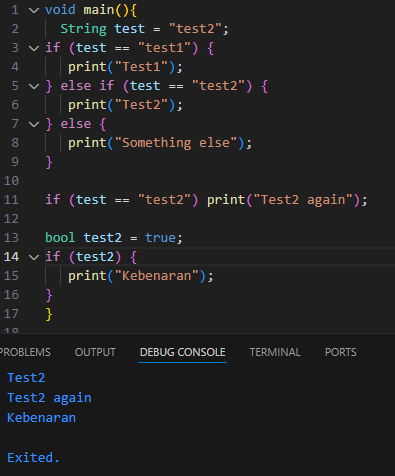 1 void main(){
2   String test = "test2";
3 if (test == "test1") {
4    print("Test1");
5 } else if (test == "test2") {
6    print("Test2");
7 } else {
8    print("Something else");
9 }
10
11 if (test == "test2") print("Test2 again");
12
13 bool test2 = true;
14 if (test2) {
15    print("Kebenaran");
16 }
17 }
18
PROBLEMS OUTPUT DEBUG CONSOLE TERMINAL PORTS
Test2
Test2 again
Kebenaran
Exited.